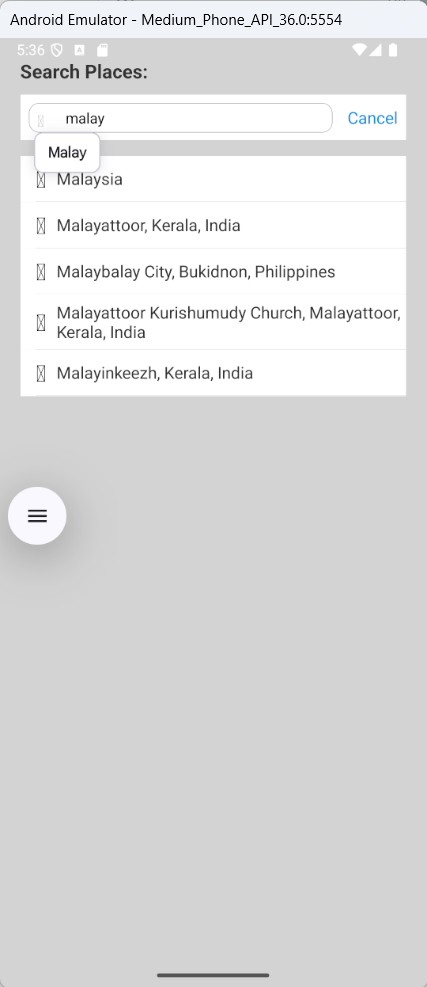 Android Emulator - Medium_Phone_API_36.0:5554
5:36
Search Places:
malay
Cancel
Malay
Malaysia
Malayattoor, Kerala, India
Malaybalay City, Bukidnon, Philippines
Malayattoor Kurishumudy Church, Malayattoor,
Kerala, India
Malayinkeezh, Kerala, India